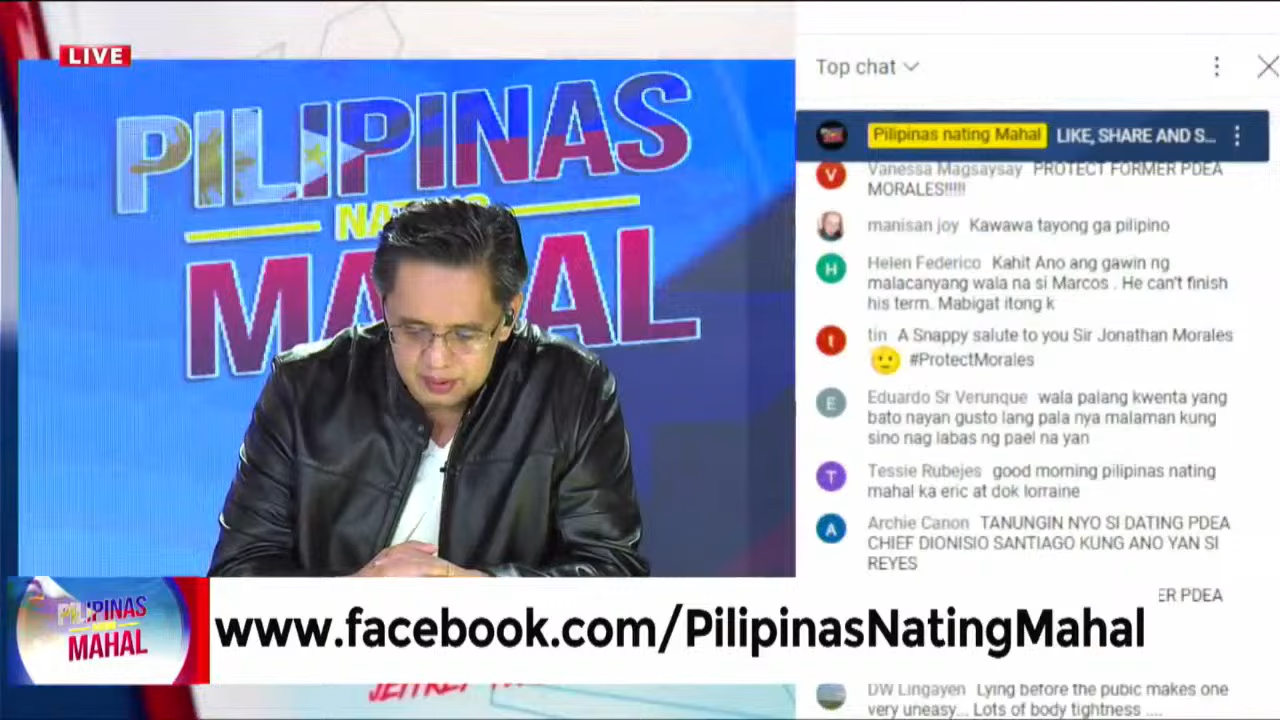 LIVE
PILIPINAS
MAHAL
Top chat
Pilipinas nating Mahal LIKE, SHARE AND S...
Vanessa Magsaysay PROTECT FORMER PDEA
MORALES!!!!!
manisan joy Kawawa tayong ga pilipino
Helen Federico Kahit Ano ang gawin ng
malacanyang wala na si Marcos . He can't finish
his term. Mabigat itong k
tin A Snappy salute to you Sir Jonathan Morales
#ProtectMorales
Eduardo Sr Verunque wala palang kwenta yang
bato nayan gusto lang pala nya malaman kung
sino nag labas ng pael na yan
Tessie Rubejes good morning pilipinas nating
mahal ka eric at dok lorraine
Archie Canon TANUNGIN NYO SI DATING PDEA
CHIEF DIONISIO SANTIAGO KUNG ANO YAN SI
REYES
ER PDEA
DW Lingayen Lying before the pubic makes one
very uneasy... Lots of body tightness ....
PILIPINAS
NATING
MAHAL
www.facebook.com/PilipinasNatingMahal